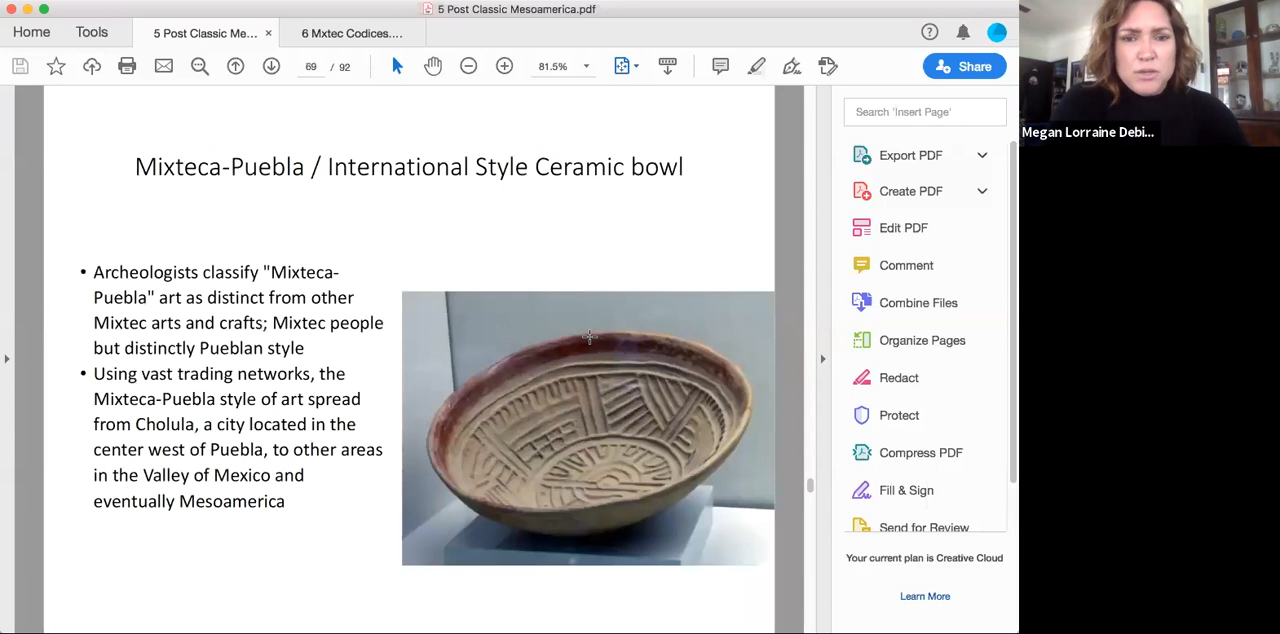 5 Post Classic Mesoamerica.pdf
Home
Tools
5 Post Classic Me...
×
6 Mxtec Codices....
69 / 92
81.5%
Share
Mixteca-Puebla / International Style Ceramic bowl
• Archeologists classify "Mixteca-
Puebla" art as distinct from other
Mixtec arts and crafts; Mixtec people
but distinctly Pueblan style
• Using vast trading networks, the
Mixteca-Puebla style of art spread
from Cholula, a city located in the
center west of Puebla, to other areas
in the Valley of Mexico and
eventually Mesoamerica
Search 'Insert Page'
Export PDF
Create PDF
Edit PDF
Comment
Combine Files
Organize Pages
Redact
Protect
Compress PDF
Fill & Sign
Send for Review
Your current plan is Creative Cloud
Learn More
Megan Lorraine Debi...